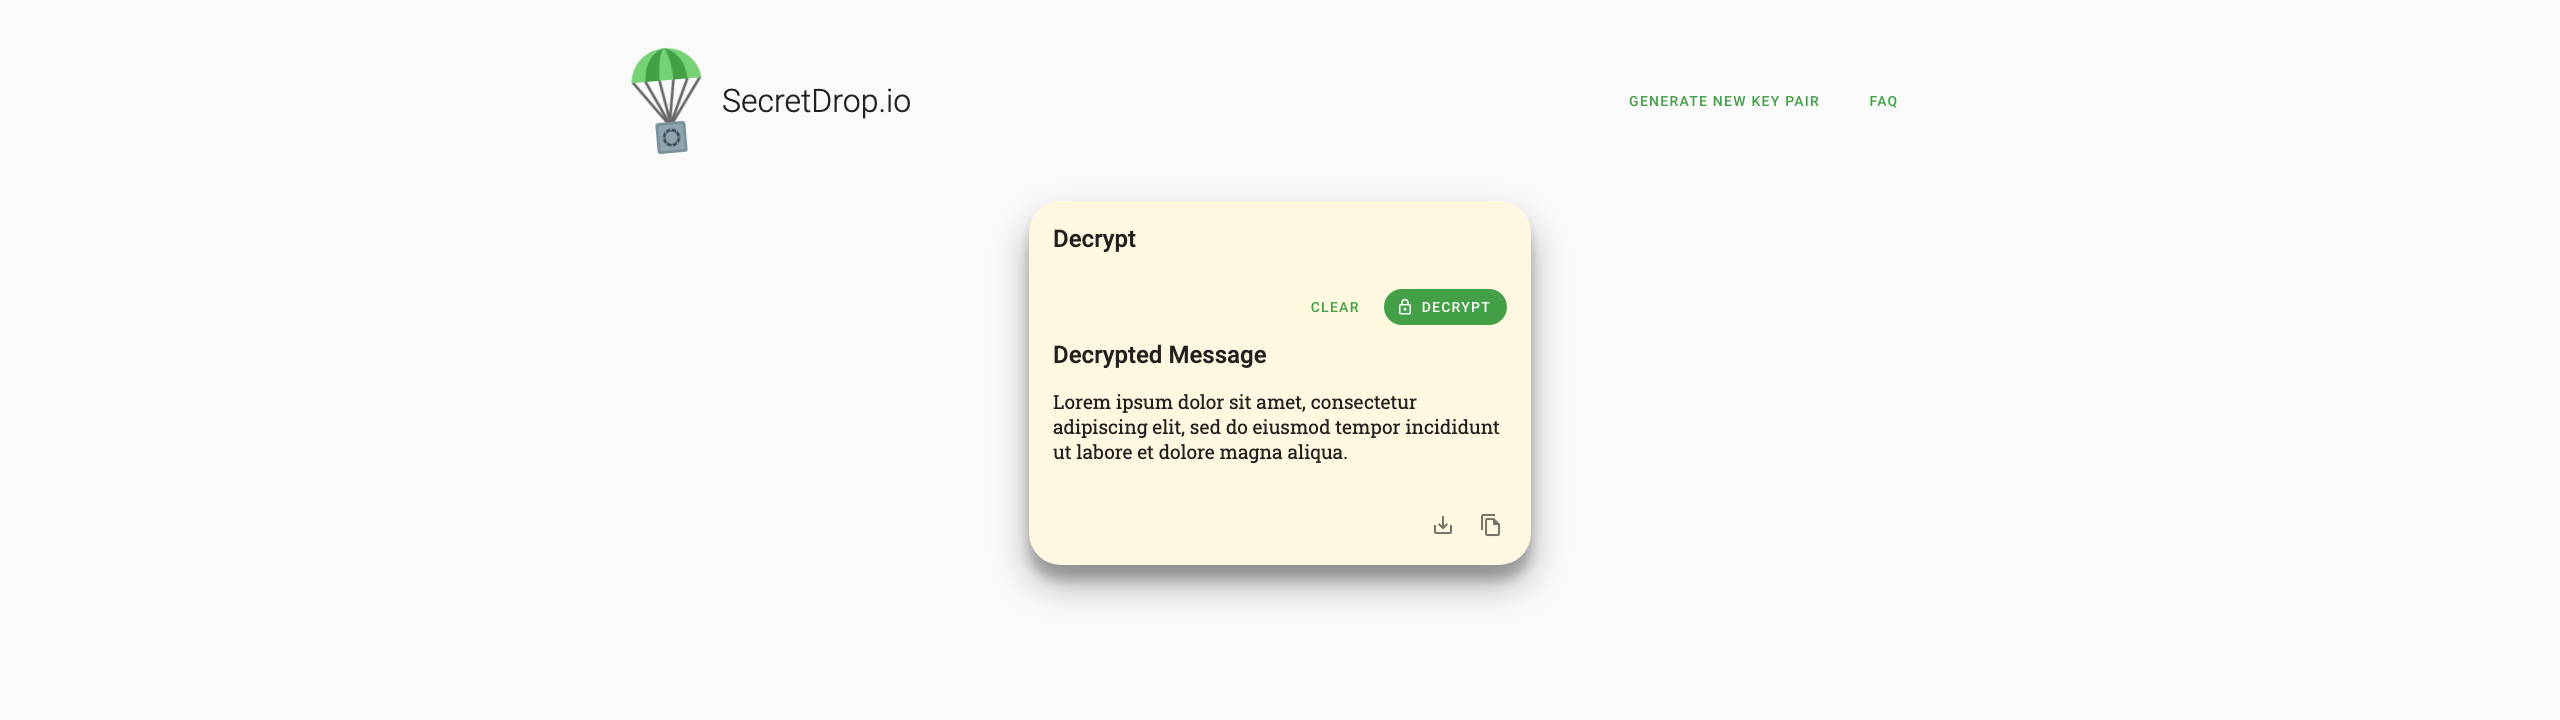 SecretDrop.io
GENERATE NEW KEY PAIR
FAQ
Decrypt
CLEAR
DECRYPT
Decrypted Message
Lorem ipsum dolor sit amet, consectetur
adipiscing elit, sed do eiusmod tempor incididunt
ut labore et dolore magna aliqua.